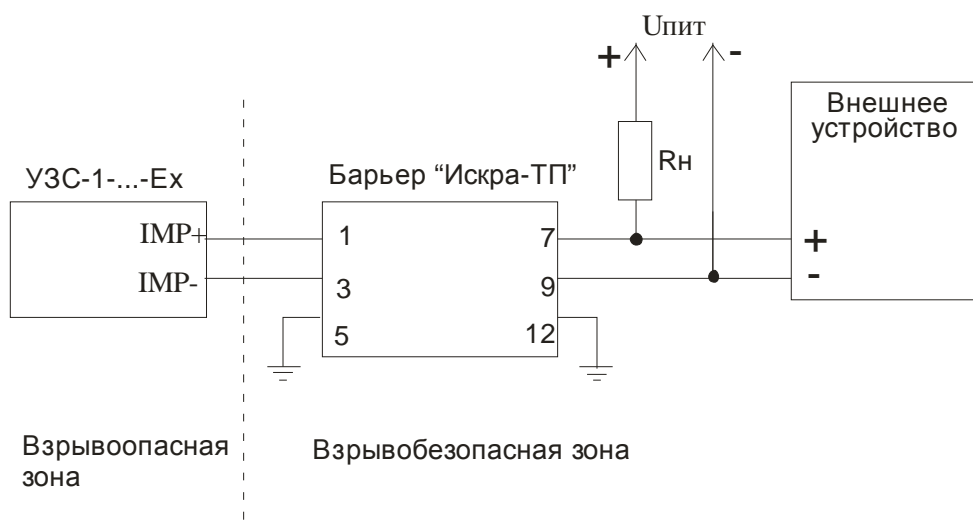 Uпит
+ -
Внешнее
устройство
Rн
УЗС-1-...-Ех
Барьер “Искра-ТП”
IMP+ 1 7 +
IMP- 3 9 -
5 12
Взрывоопасная
зона
Взрывобезопасная зона